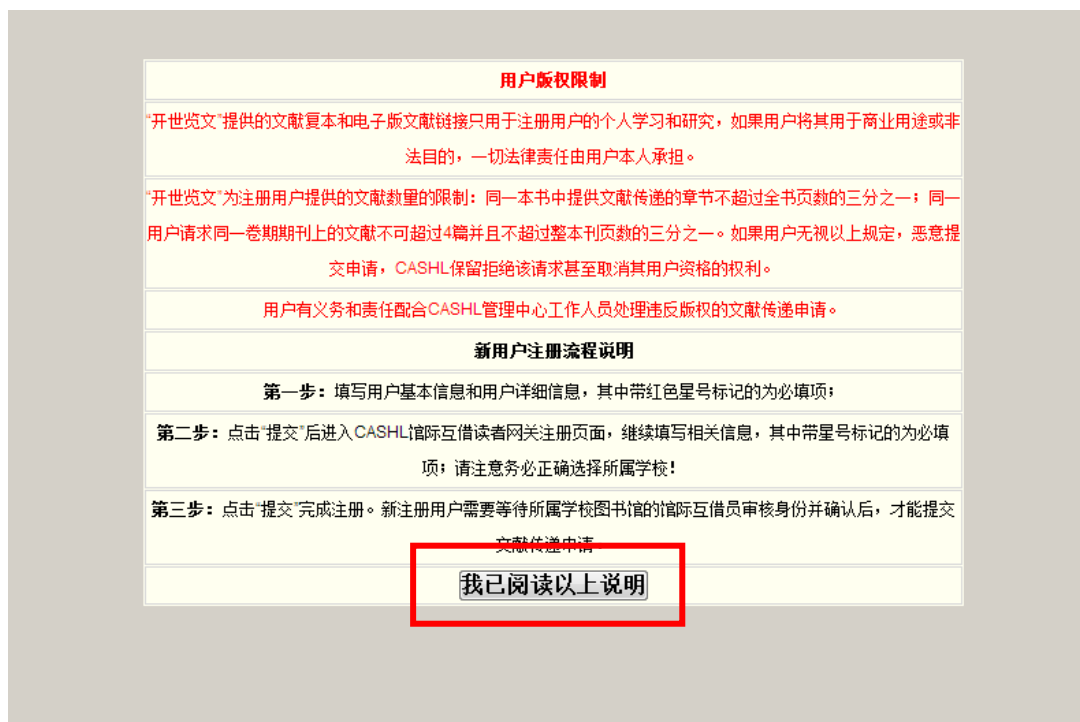 用户版权限制
“开世览文”提供的文献复本和电子版文献链接只用于注册用户的个人学习和研究，如果用户将其用于商业用途或非
法目的，一切法律责任由用户本人承担。
“开世览文”为注册用户提供的文献数量的限制：同一本书中提供文献传递的章节不超过全书页数的三分之一；同一
用户请求同一卷期期刊上的文献不可超过4篇并且不超过整本刊页数的三分之一。如果用户无视以上规定，恶意提
交申请，CASHL保留拒绝该请求甚至取消其用户资格的权利。
用户有义务和责任配合CASHL管理中心工作人员处理违反版权的文献传递申请。
新用户注册流程说明
第一步：填写用户基本信息和用户详细信息，其中带红色星号标记的为必填项；
第二步：点击“提交”后进入CASHL馆际互借读者网关注册页面，继续填写相关信息，其中带星号标记的为必填
项；请注意务必正确选择所属学校！
第三步：点击“提交”完成注册。新注册用户需要等待所属学校图书馆的馆际互借员审核身份并确认后，才能提交
文献传递申请。
我已阅读以上说明